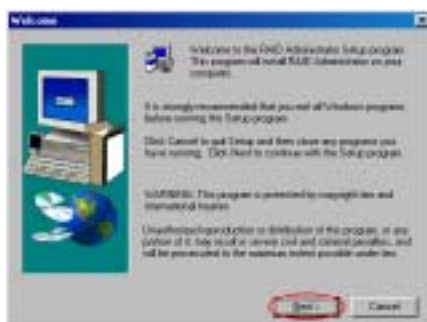 Welcome
Welcome to the RAID Administrator Setup program.
This program will install RAID Administrator on your
computer.
It is strongly recommended that you exit all Windows programs
before running this Setup program.
Click Cancel to quit Setup and then close any programs you
have running. Click Next to continue with the Setup program.
WARNING: This program is protected by copyright law and
international treaties.
Unauthorized reproduction or distribution of this program, or any
portion of it, may result in severe civil and criminal penalties, and
will be prosecuted to the maximum extent possible under law.
Next >
Cancel